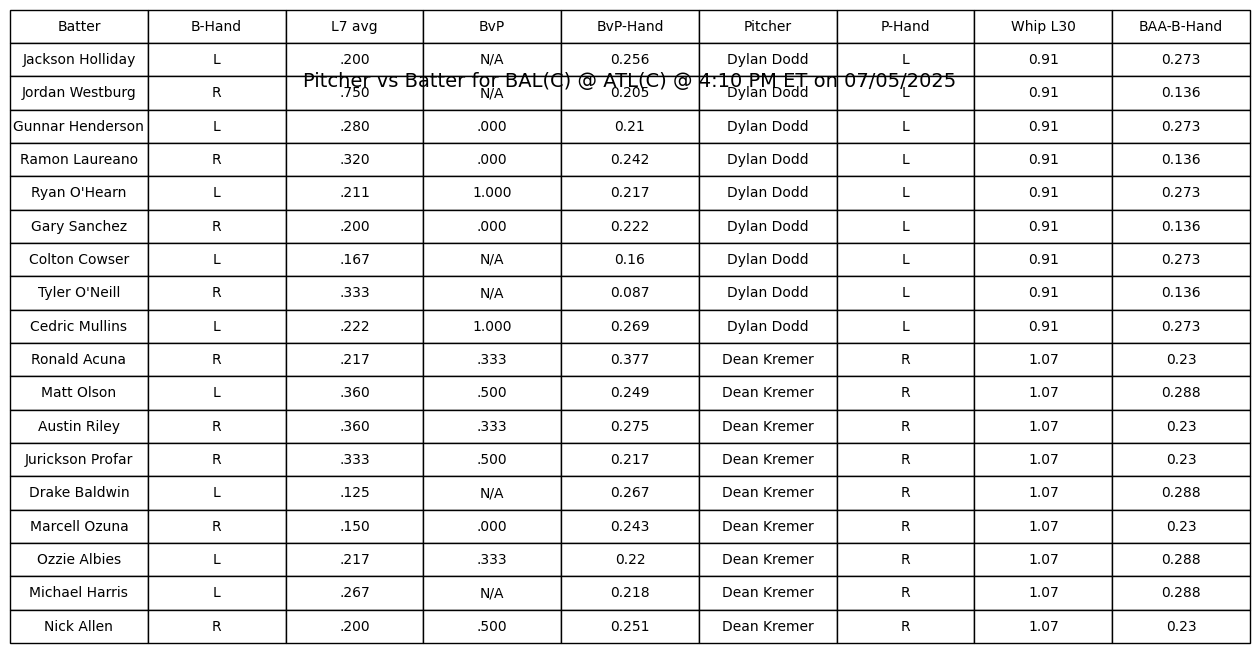 Batter B-Hand L7 avg BvP BvP-Hand Pitcher P-Hand Whip L30 BAA-B-Hand
Jackson Holliday L .200 N/A 0.256 Dylan Dodd L 0.91 0.273
Pitcher vs Batter for BAL(C) @ ATL(C) @ 4:10 PM ET on 07/05/2025
Jordan Westburg R .750 N/A 0.205 Dylan Dodd L 0.91 0.136
Gunnar Henderson L .280 .000 0.21 Dylan Dodd L 0.91 0.273
Ramon Laureano R .320 .000 0.242 Dylan Dodd L 0.91 0.136
Ryan O'Hearn L .211 1.000 0.217 Dylan Dodd L 0.91 0.273
Gary Sanchez R .200 .000 0.222 Dylan Dodd L 0.91 0.136
Colton Cowser L .167 N/A 0.16 Dylan Dodd L 0.91 0.273
Tyler O'Neill R .333 N/A 0.087 Dylan Dodd L 0.91 0.136
Cedric Mullins L .222 1.000 0.269 Dylan Dodd L 0.91 0.273
Ronald Acuna R .217 .333 0.377 Dean Kremer R 1.07 0.23
Matt Olson L .360 .500 0.249 Dean Kremer R 1.07 0.288
Austin Riley R .360 .333 0.275 Dean Kremer R 1.07 0.23
Jurickson Profar R .333 .500 0.217 Dean Kremer R 1.07 0.23
Drake Baldwin L .125 N/A 0.267 Dean Kremer R 1.07 0.288
Marcell Ozuna R .150 .000 0.243 Dean Kremer R 1.07 0.23
Ozzie Albies L .217 .333 0.22 Dean Kremer R 1.07 0.288
Michael Harris L .267 N/A 0.218 Dean Kremer R 1.07 0.288
Nick Allen R .200 .500 0.251 Dean Kremer R 1.07 0.23